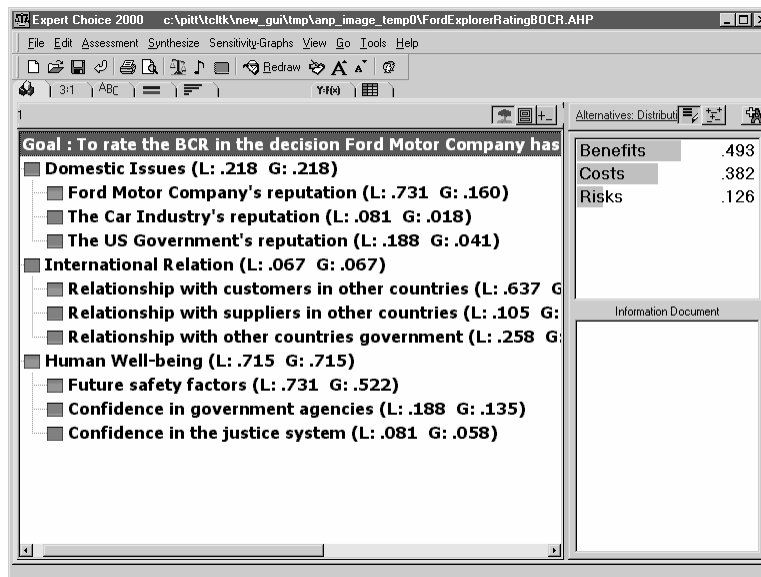 Expert Choice 2000 c:\pitt\tcltk\new_gui\tmp\anp_image_temp0\FordExplorerRatingBOCR.AHP
File Edit Assessment Synthesize Sensitivity-Graphs View Go Tools Help
Redraw A A
3:1 ABC Y=f(x)
1
Alternatives: Distributi
Goal : To rate the BCR in the decision Ford Motor Company has
Domestic Issues (L: .218 G: .218)
Ford Motor Company's reputation (L: .731 G: .160)
The Car Industry's reputation (L: .081 G: .018)
The US Government's reputation (L: .188 G: .041)
International Relation (L: .067 G: .067)
Relationship with customers in other countries (L: .637 G
Relationship with suppliers in other countries (L: .105 G:
Relationship with other countries government (L: .258 G:
Human Well-being (L: .715 G: .715)
Future safety factors (L: .731 G: .522)
Confidence in government agencies (L: .188 G: .135)
Confidence in the justice system (L: .081 G: .058)
Benefits .493
Costs .382
Risks .126
Information Document